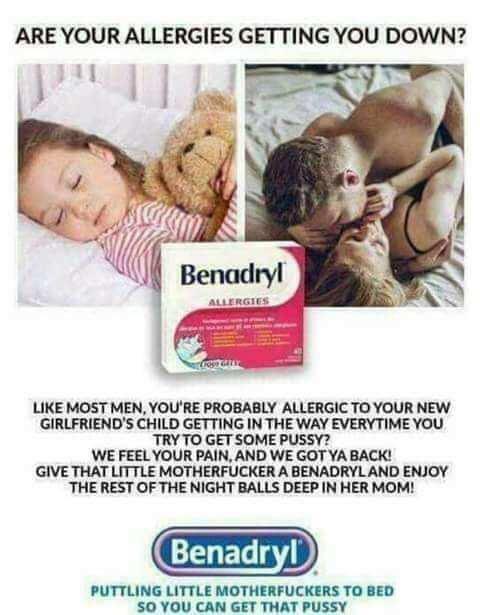 ARE YOUR ALLERGIES GETTING YOU DOWN?
Benadryl
ALLERGIES
LIKE MOST MEN, YOU'RE PROBABLY ALLERGIC TO YOUR NEW
GIRLFRIEND'S CHILD GETTING IN THE WAY EVERYTIME YOU
TRY TO GET SOME PUSSY?
WE FEEL YOUR PAIN, AND WE GOT YA BACK!
GIVE THAT LITTLE MOTHERFUCKER A BENADRYL AND ENJOY
THE REST OF THE NIGHT BALLS DEEP IN HER MOM!
Benadryl
PUTTLING LITTLE MOTHERFUCKERS TO BED
SO YOU CAN GET THAT PUSSY